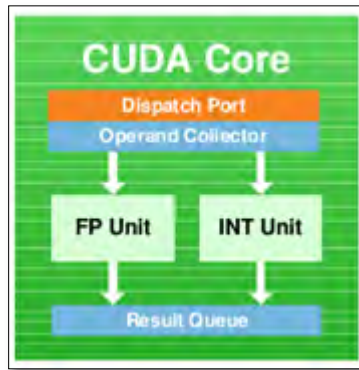 CUDA Core
Dispatch Port
Operand Collector
FP Unit
INT Unit
Result Queue